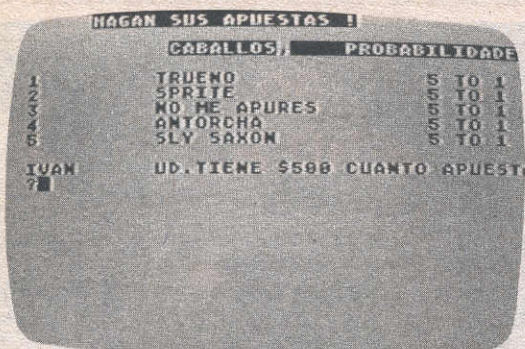 HAGAN SUS APUESTAS !
CABALLOS, PROBABILIDADE
1 TRUENO 5 TO 1
2 SPRITE 5 TO 1
3 NO ME APURES 5 TO 1
4 ANTORCHA 5 TO 1
5 SLY SAXON 5 TO 1
IVAN UD.TIENE $500 CUANTO APUESTA
?